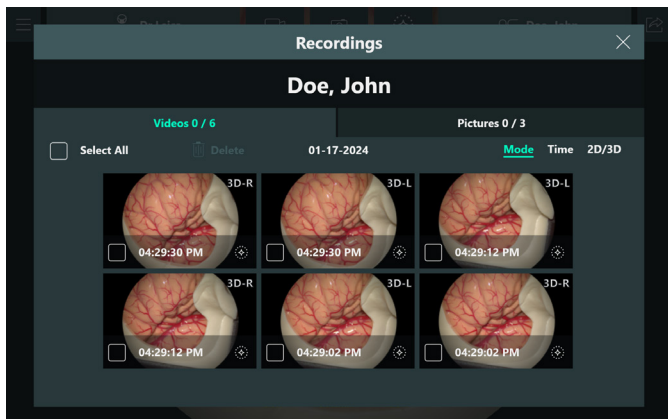 Recordings
Doe, John
Videos 0 / 6
Pictures 0 / 3
Select All
Delete
01-17-2024
Mode Time 2D/3D
3D-R
04:29:30 PM
3D-L
04:29:30 PM
3D-L
04:29:12 PM
3D-R
04:29:12 PM
3D-L
04:29:02 PM
3D-R
04:29:02 PM